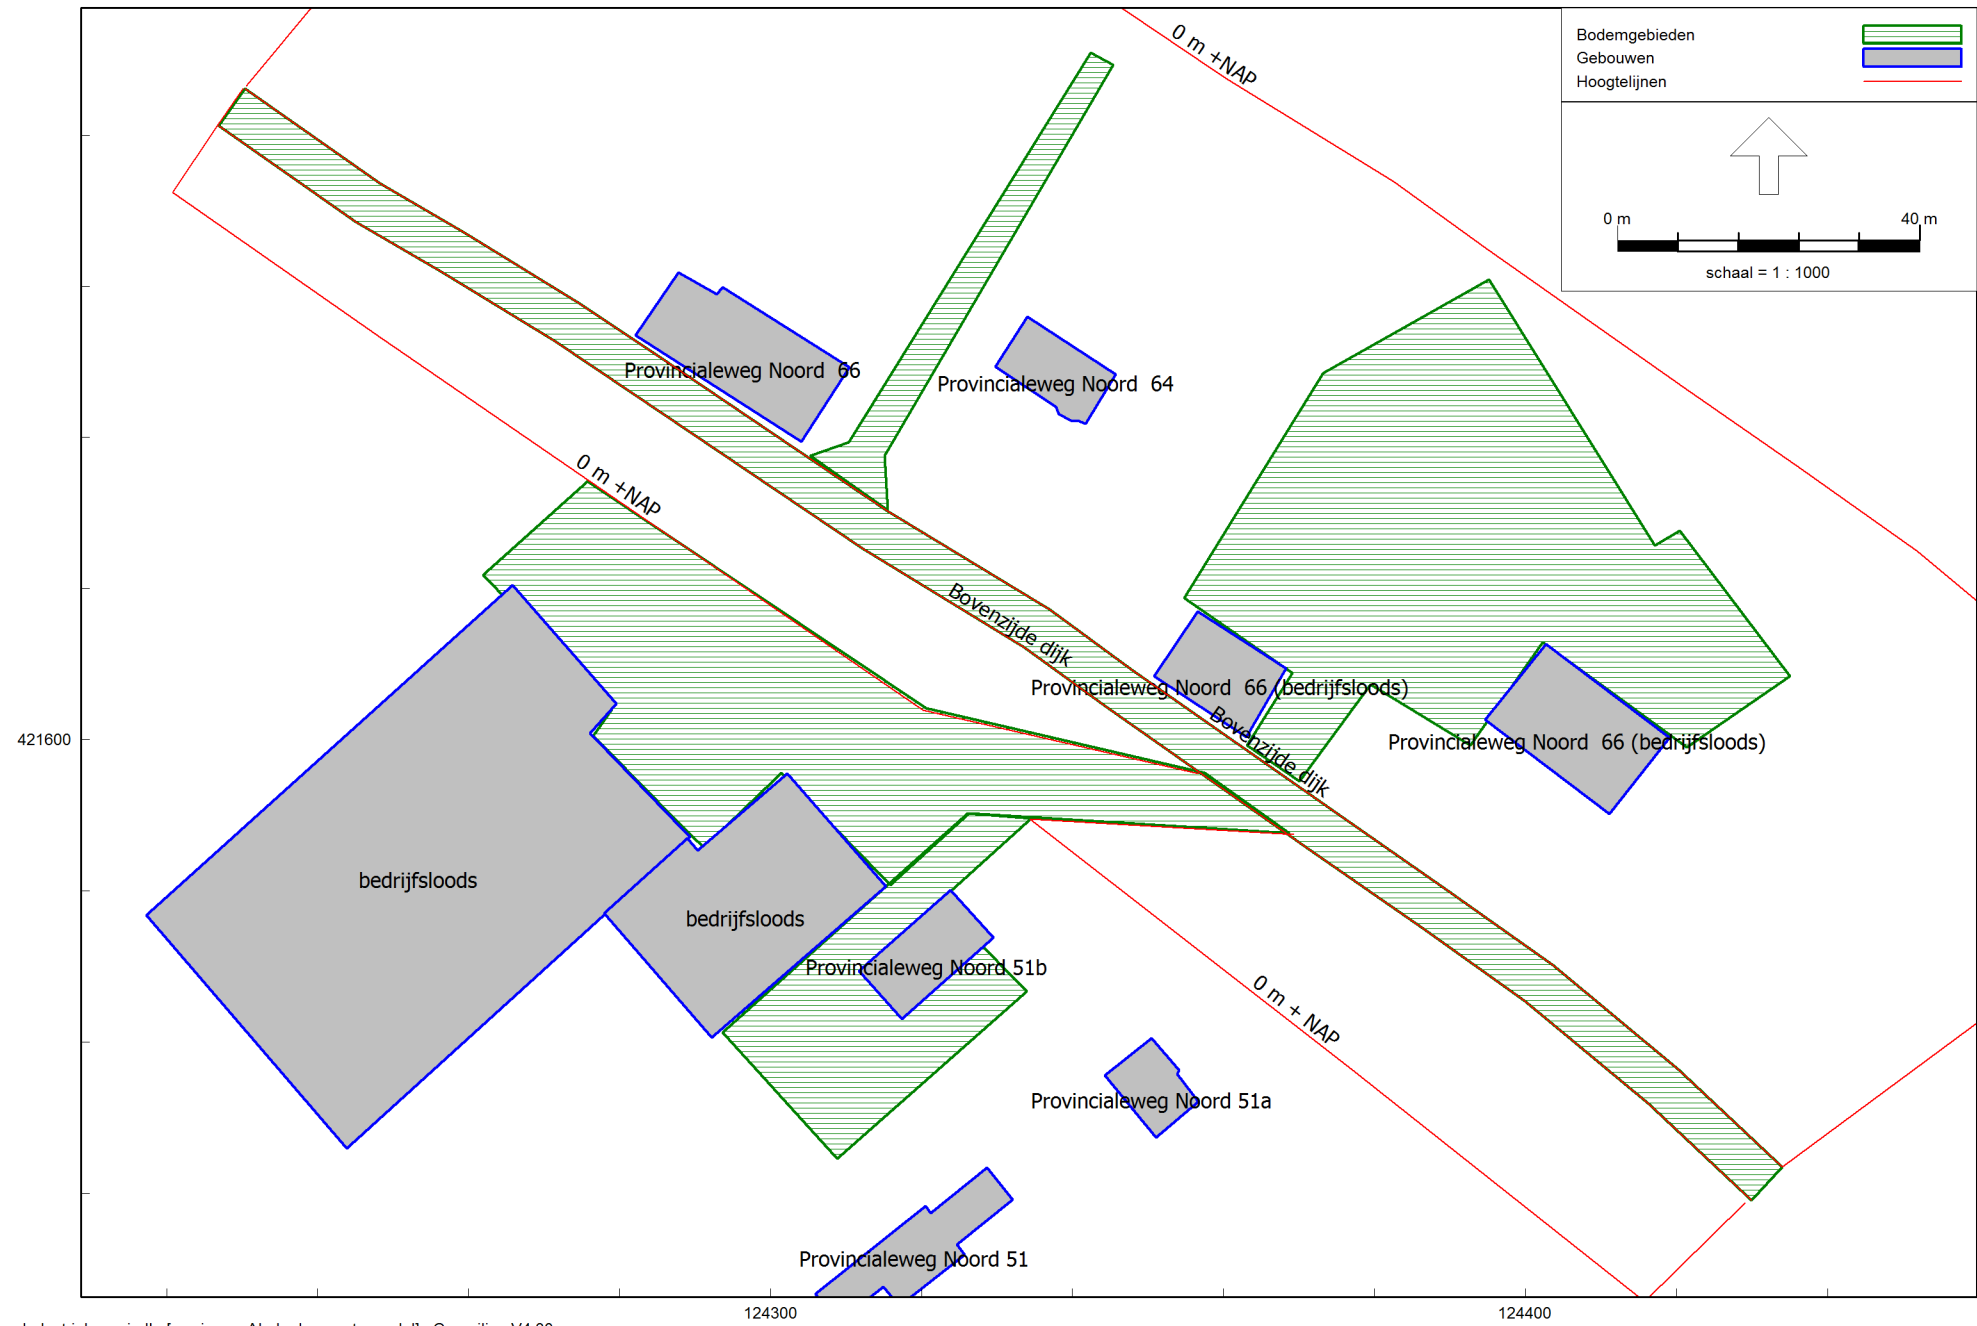 0 m +NAP
Bodemgebieden
Gebouwen
Hoogtelijnen
0 m
40 m
schaal = 1 : 1000
Provincialeweg Noord 66
Provincialeweg Noord 64
0 m +NAP
Bovenzijde dijk
Provincialeweg Noord 66 (bedrijfsloods)
Bovenzijde dijk
Provincialeweg Noord 66 (bedrijfsloods)
421600
bedrijfsloods
bedrijfsloods
Provincialeweg Noord 51b
0 m + NAP
Provincialeweg Noord 51a
Provincialeweg Noord 51
124300
124400